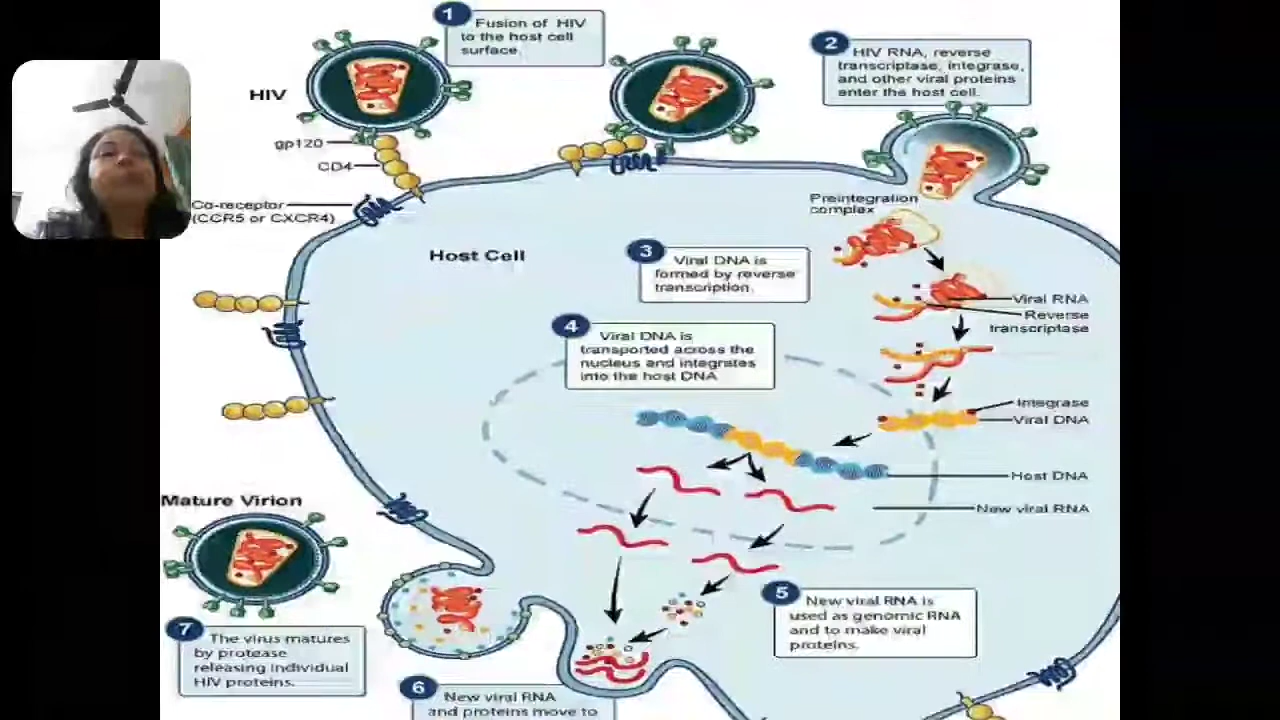 1
Fusion of HIV
to the host cell
surface.
2
HIV RNA, reverse
transcriptase, integrase,
and other viral proteins
enter the host cell.
HIV
gp120
CD4
Co-receptor
(CCR5 or CXCR4)
Preintegration
complex
Host Cell
3
Viral DNA is
formed by reverse
transcription.
Viral RNA
Reverse
transcriptase
4
Viral DNA is
transported across the
nucleus and integrates
into the host DNA
Integrase
Viral DNA
Host DNA
New viral RNA
Mature Virion
5
New viral RNA is
used as genomic RNA
and to make viral
proteins.
7
The virus matures
by protease
releasing individual
HIV proteins.
6
New viral RNA
and proteins move to